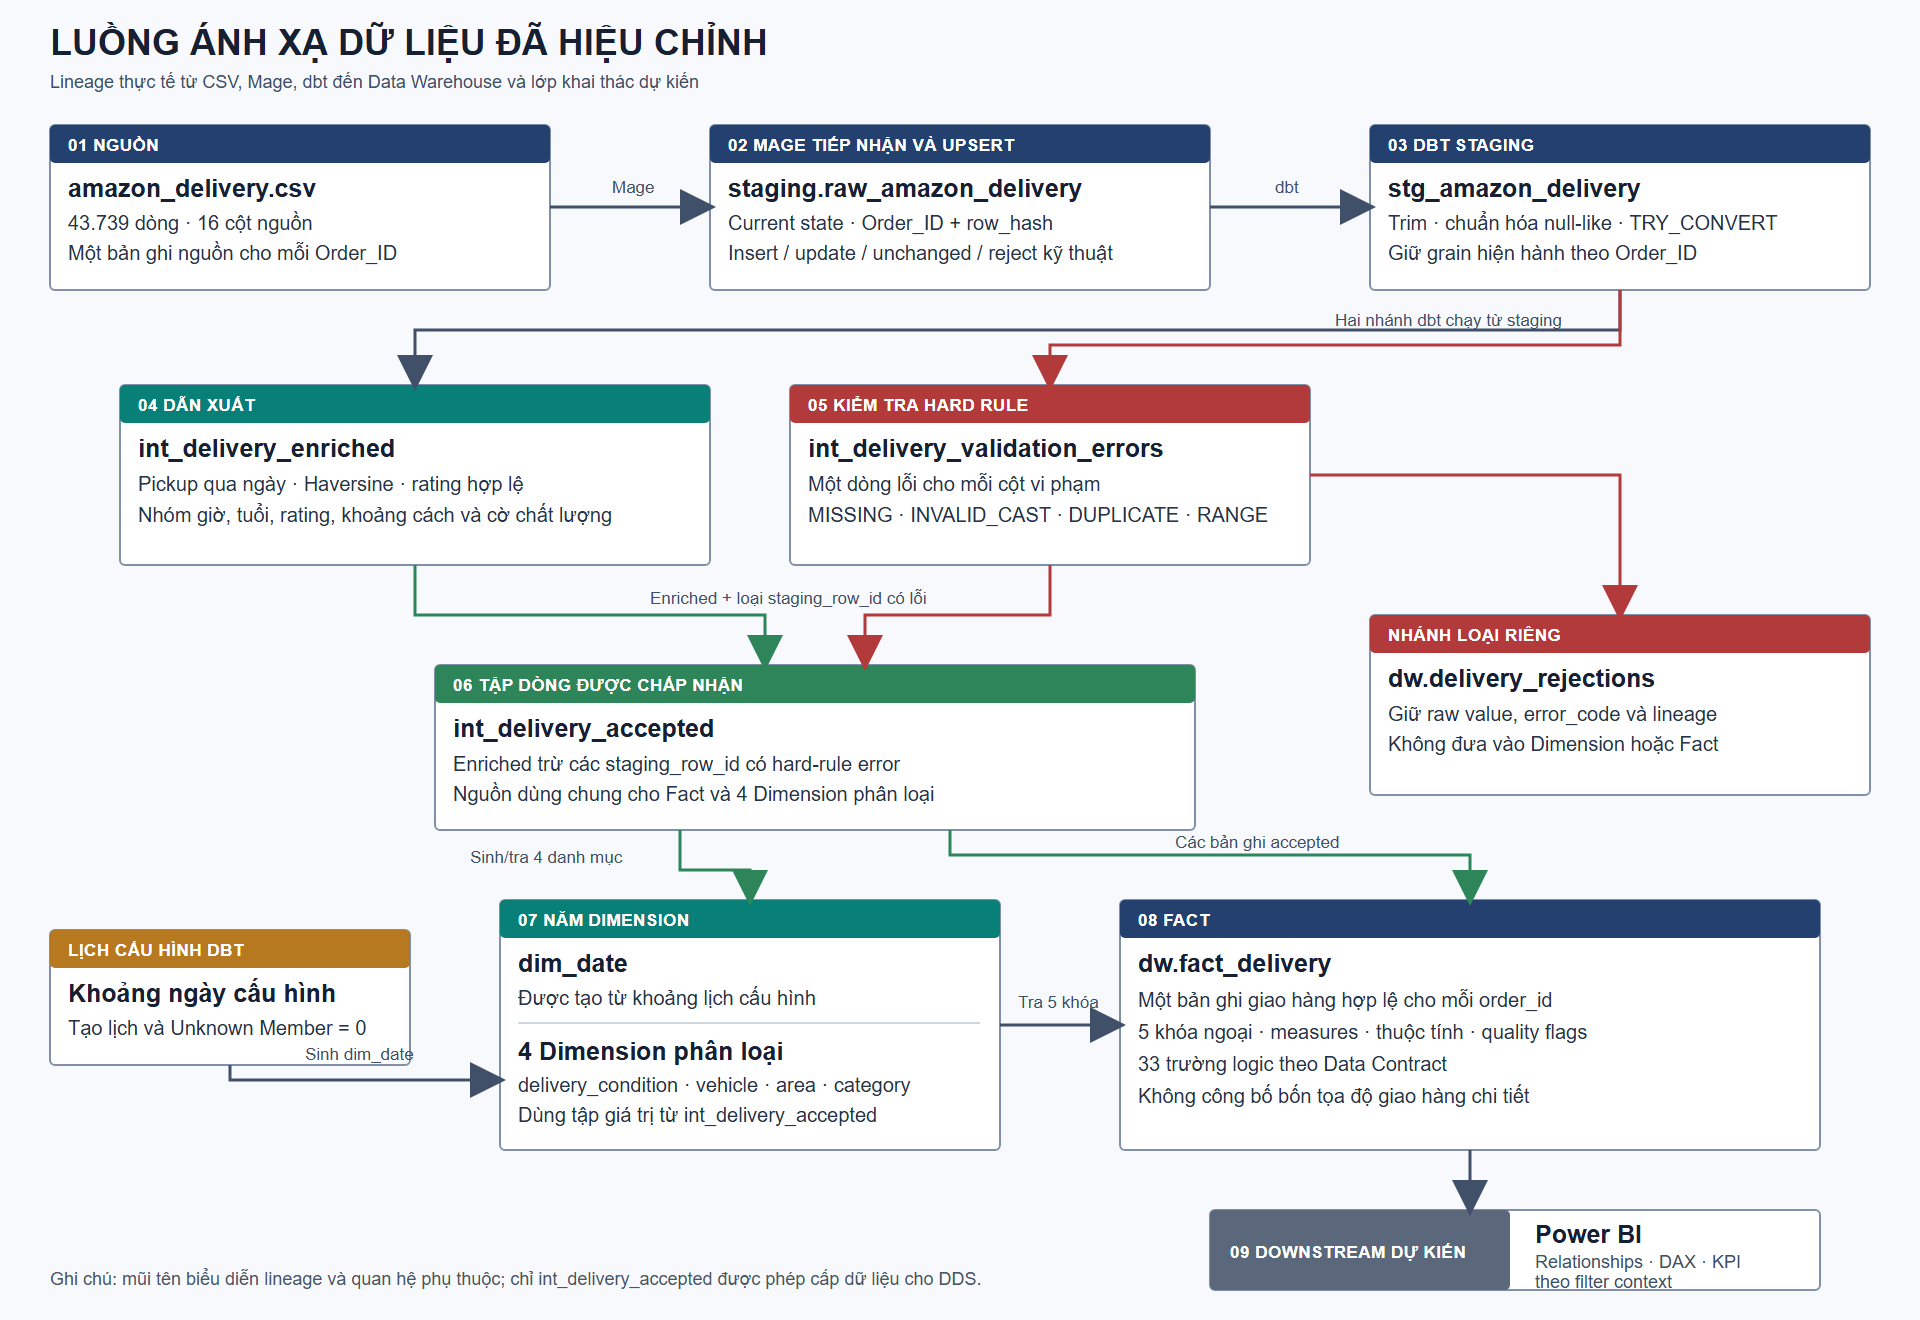 LUỒNG ÁNH XẠ DỮ LIỆU ĐÃ HIỆU CHỈNH
Lineage thực tế từ CSV, Mage, dbt đến Data Warehouse và lớp khai thác dự kiến
01 NGUỒN
amazon_delivery.csv
43.739 dòng · 16 cột nguồn
Một bản ghi nguồn cho mỗi Order_ID
Mage
02 MAGE TIẾP NHẬN VÀ UPSERT
staging.raw_amazon_delivery
Current state · Order_ID + row_hash
Insert / update / unchanged / reject kỹ thuật
dbt
03 DBT STAGING
stg_amazon_delivery
Trim · chuẩn hóa null-like · TRY_CONVERT
Giữ grain hiện hành theo Order_ID
Hai nhánh dbt chạy từ staging
04 DẪN XUẤT
int_delivery_enriched
Pickup qua ngày · Haversine · rating hợp lệ
Nhóm giờ, tuổi, rating, khoảng cách và cờ chất lượng
05 KIỂM TRA HARD RULE
int_delivery_validation_errors
Một dòng lỗi cho mỗi cột vi phạm
MISSING · INVALID_CAST · DUPLICATE · RANGE
Enriched + loại staging_row_id có lỗi
NHÁNH LOẠI RIÊNG
dw.delivery_rejections
Giữ raw value, error_code và lineage
Không đưa vào Dimension hoặc Fact
06 TẬP DÒNG ĐƯỢC CHẤP NHẬN
int_delivery_accepted
Enriched trừ các staging_row_id có hard-rule error
Nguồn dùng chung cho Fact và 4 Dimension phân loại
Sinh/tra 4 danh mục
Các bản ghi accepted
LỊCH CẤU HÌNH DBT
Khoảng ngày cấu hình
Tạo lịch và Unknown Member = 0
Sinh dim_date
07 NĂM DIMENSION
dim_date
Được tạo từ khoảng lịch cấu hình
4 Dimension phân loại
delivery_condition · vehicle · area · category
Dùng tập giá trị từ int_delivery_accepted
Tra 5 khóa
08 FACT
dw.fact_delivery
Một bản ghi giao hàng hợp lệ cho mỗi order_id
5 khóa ngoại · measures · thuộc tính · quality flags
33 trường logic theo Data Contract
Không công bố bốn tọa độ giao hàng chi tiết
09 DOWNSTREAM DỰ KIẾN
Power BI
Relationships · DAX · KPI
theo filter context
Ghi chú: mũi tên biểu diễn lineage và quan hệ phụ thuộc; chỉ int_delivery_accepted được phép cấp dữ liệu cho DDS.